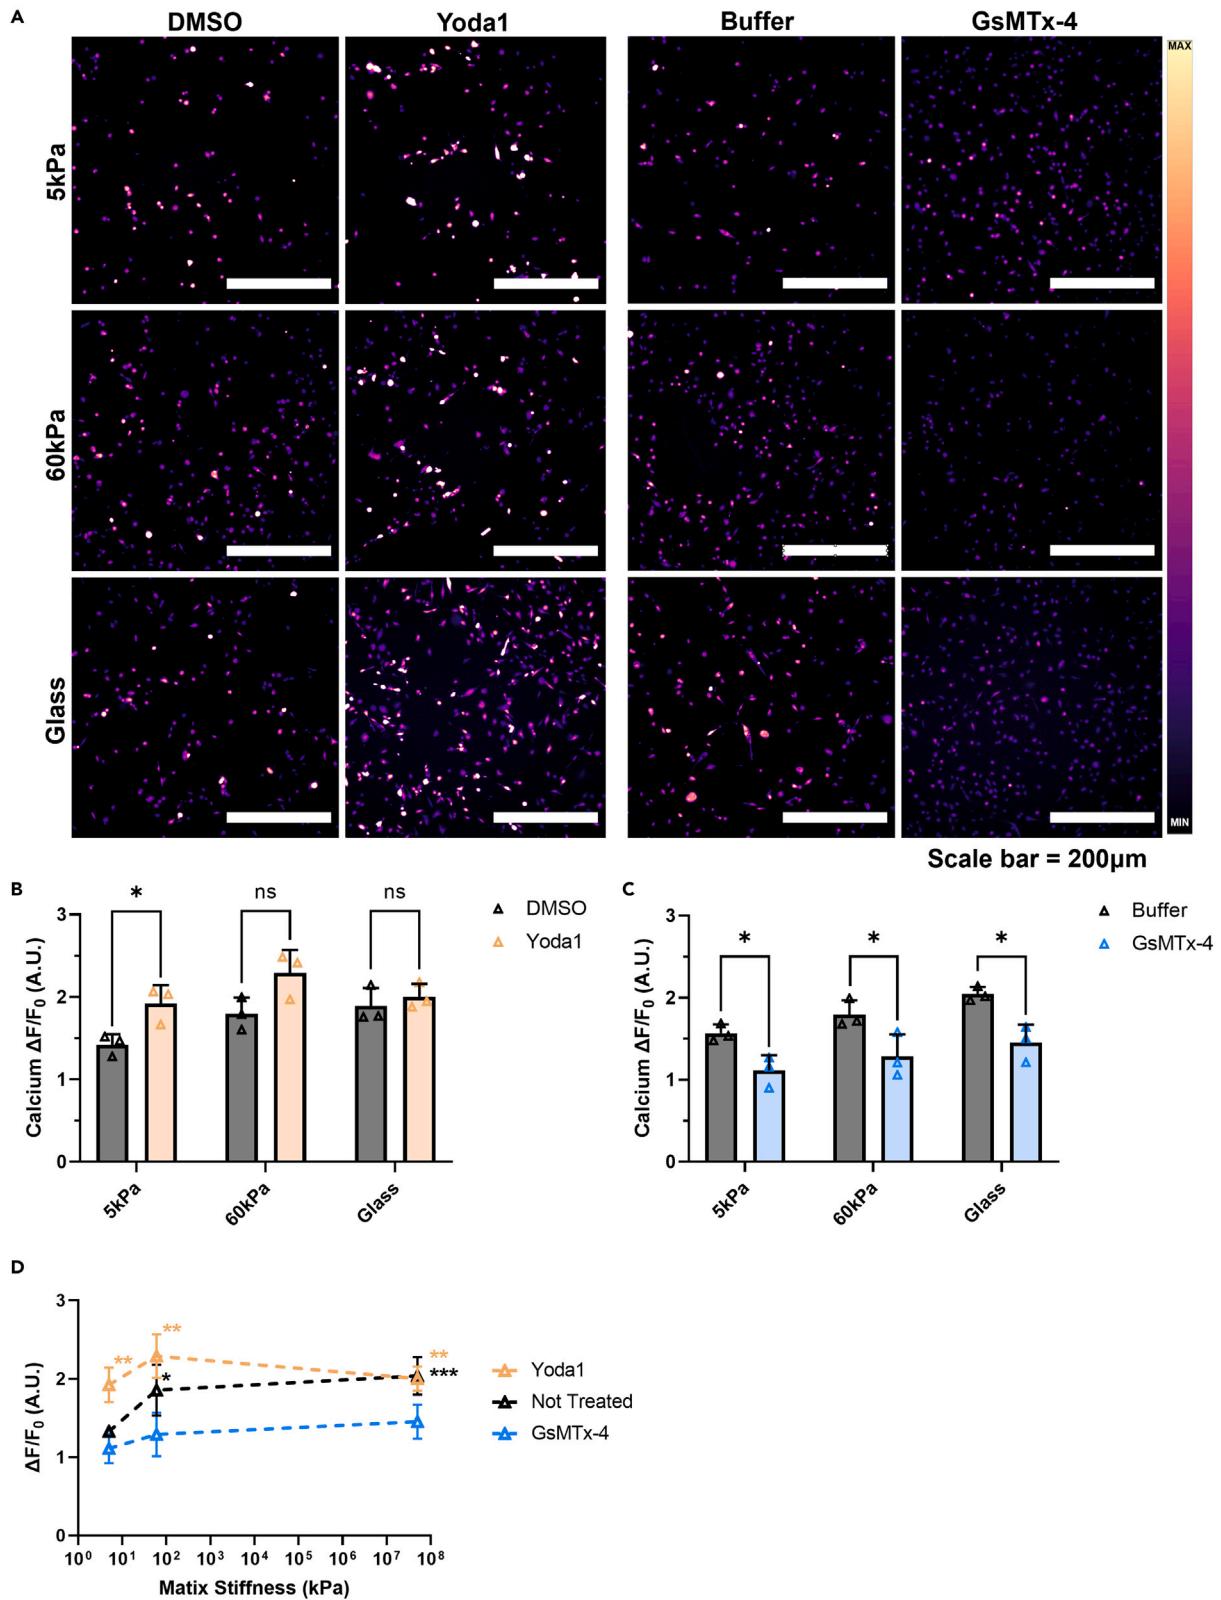 A
DMSO Yoda1 Buffer GsMTx-4
MAX
5kPa
60kPa
Glass
MIN
Scale bar = 200µm
B
* ns ns
DMSO
Yoda1
Calcium ΔF/F0 (A.U.)
3
2
1
0
5kPa 60kPa Glass
C
* * *
Buffer
GsMTx-4
Calcium ΔF/F0 (A.U.)
3
2
1
0
5kPa 60kPa Glass
D
** ** **
* ***
Yoda1
Not Treated
GsMTx-4
ΔF/F0 (A.U.)
3
2
1
0
10⁰ 10¹ 10² 10³ 10⁴ 10⁵ 10⁶ 10⁷ 10⁸
Matix Stiffness (kPa)